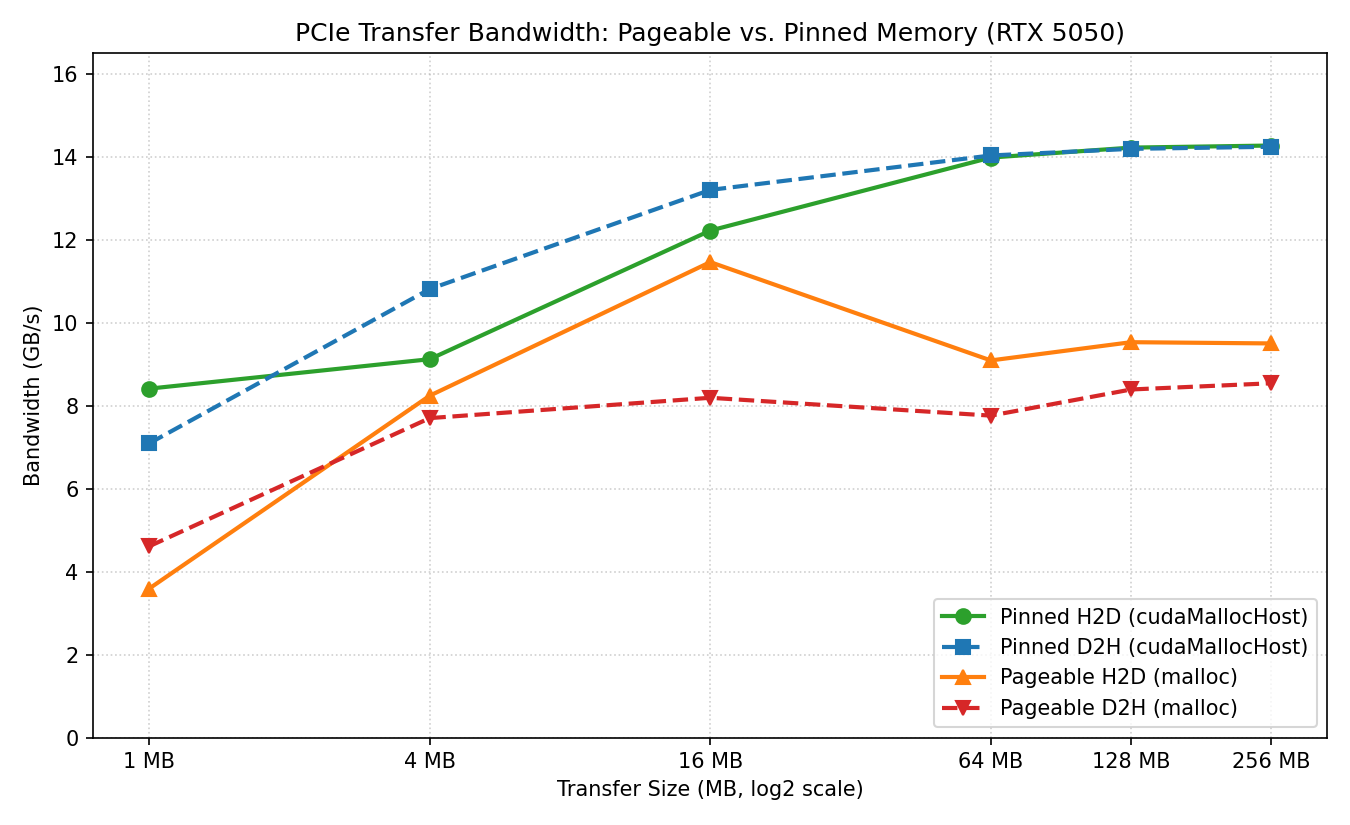 PCIe Transfer Bandwidth: Pageable vs. Pinned Memory (RTX 5050)
16
14
12
10
8
6
4
2
0
Bandwidth (GB/s)
Pinned H2D (cudaMallocHost)
Pinned D2H (cudaMallocHost)
Pageable H2D (malloc)
Pageable D2H (malloc)
1 MB 4 MB 16 MB 64 MB 128 MB 256 MB
Transfer Size (MB, log2 scale)